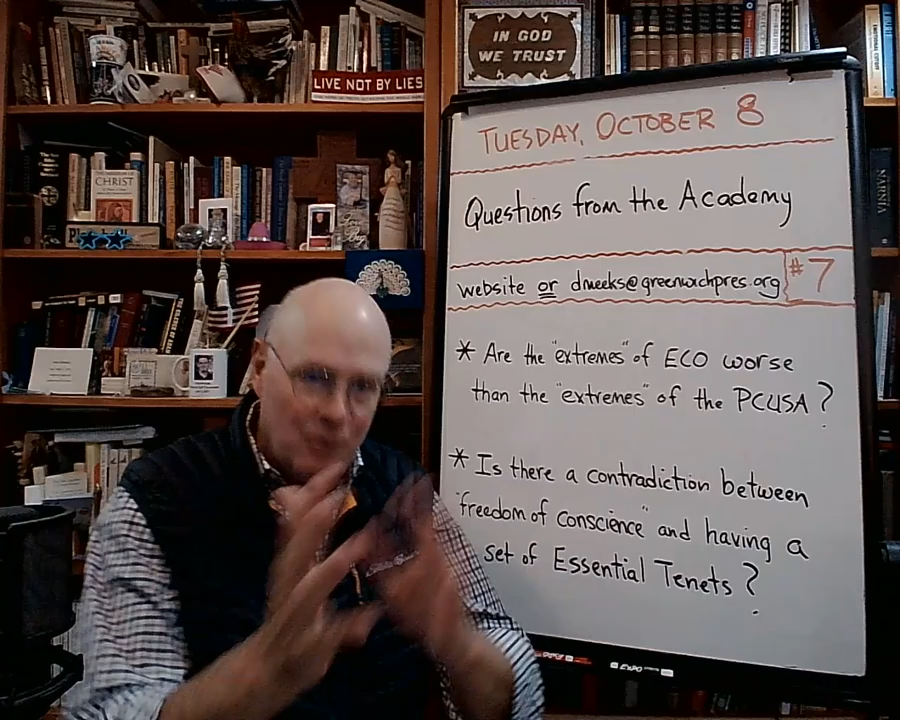 IN GOD
WE TRUST
LIVE NOT BY LIES
CHRIST
NARNIA
TUESDAY, OCTOBER 8
Questions from the Academy
website or dmeeks@greenwichpres.org #7
* Are the "extremes" of ECO worse
than the "extremes" of the PCUSA?
* Is there a contradiction between
"freedom of conscience" and having a
set of Essential Tenets?
EXPO